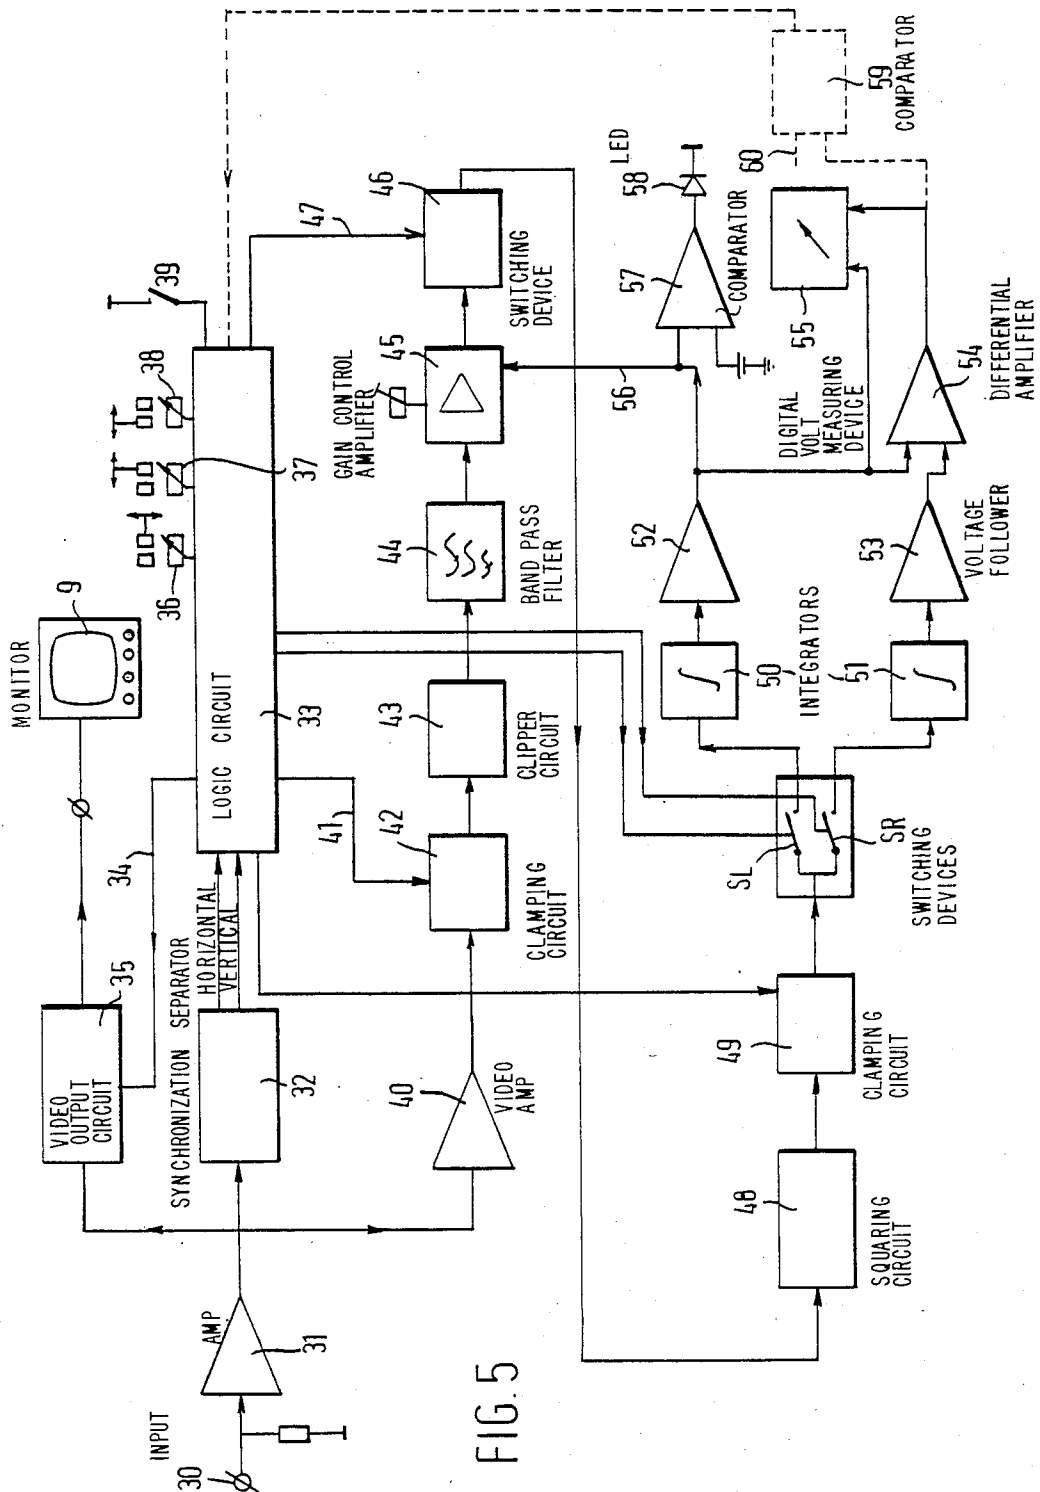 MONITOR
9
VIDEO
OUTPUT
CIRCUIT
35
34
INPUT
30
AMP
31
SYNCHRONIZATION SEPARATOR
32
HORIZONTAL
VERTICAL
LOGIC CIRCUIT
33
36
37
38
39
47
41
40
VIDEO
AMP
42
CLAMPING
CIRCUIT
43
CLIPPER
CIRCUIT
44
BAND PASS
FILTER
GAIN CONTROL
AMPLIFIER
45
46
SWITCHING
DEVICE
FIG. 5
56
57
COMPARATOR
58
LED
52
50
INTEGRATORS
51
53
VOLTAGE
FOLLOWER
54
DIFFERENTIAL
AMPLIFIER
DIGITAL
VOLT
MEASURING
DEVICE
55
60
59
COMPARATOR
48
SQUARING
CIRCUIT
49
CLAMPING
CIRCUIT
SL
SR
SWITCHING
DEVICES